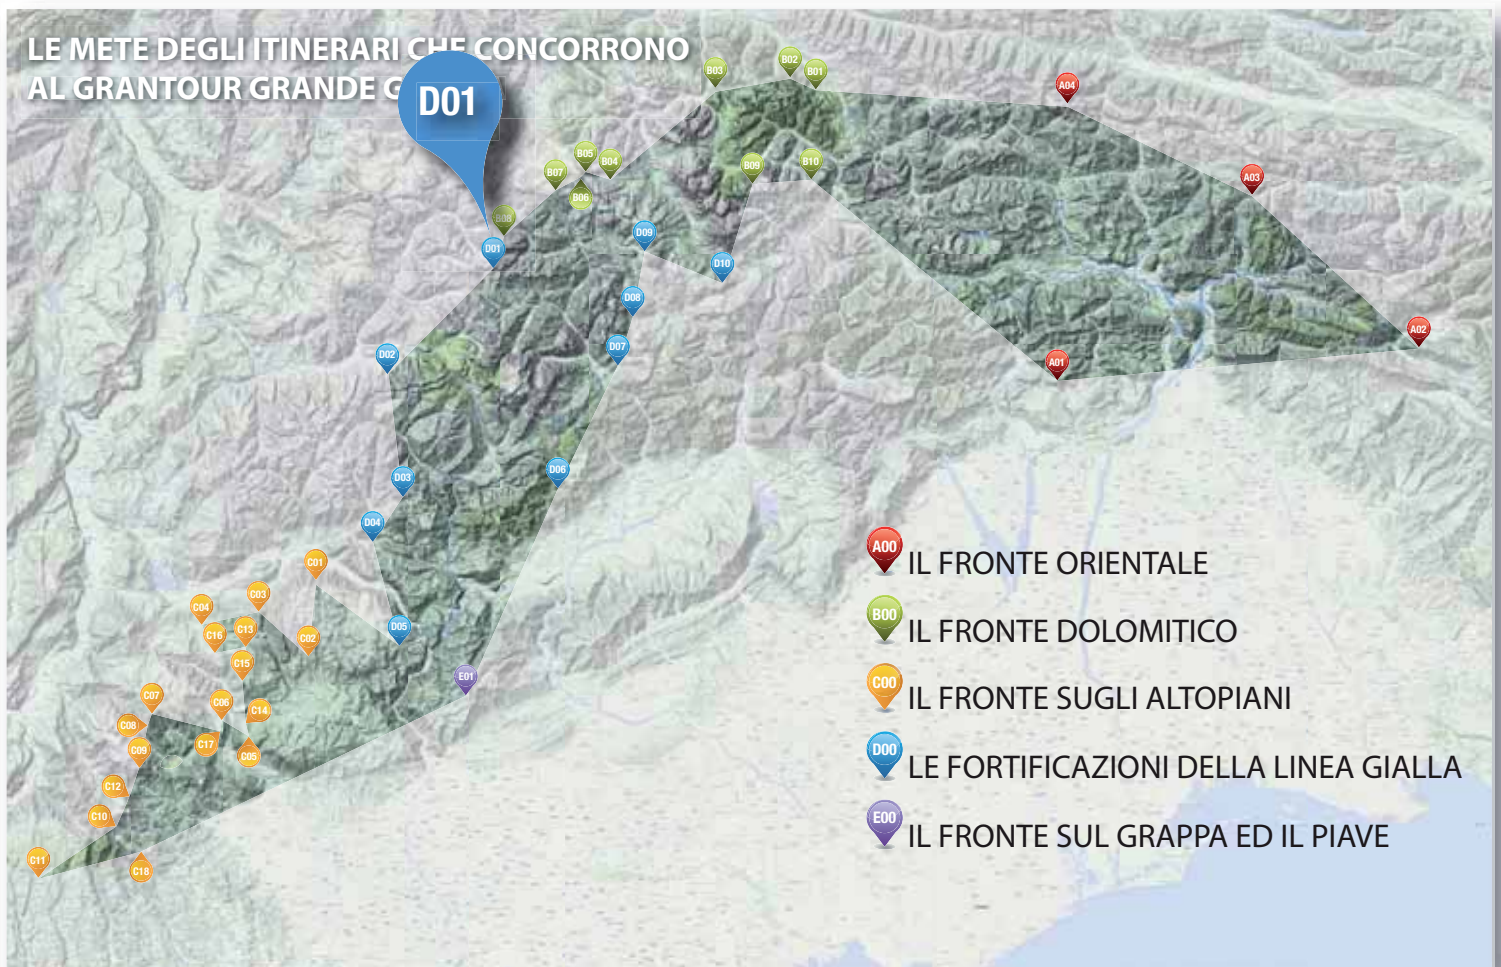 LE METE DEGLI ITINERARI CHE CONCORRONO
AL GRANTOUR GRANDE G
D01
B03
B02
B01
A04
B05
B04
B07
B06
B09
B10
A03
B08
D01
D09
D10
D08
D07
D02
A01
A02
D03
D06
D04
C01
C03
C04
C16
C13
C02
D05
C15
E01
C07
C06
C14
C08
C17
C05
C09
C12
C10
C11
C18
A00 IL FRONTE ORIENTALE
B00 IL FRONTE DOLOMITICO
C00 IL FRONTE SUGLI ALTOPIANI
D00 LE FORTIFICAZIONI DELLA LINEA GIALLA
E00 IL FRONTE SUL GRAPPA ED IL PIAVE